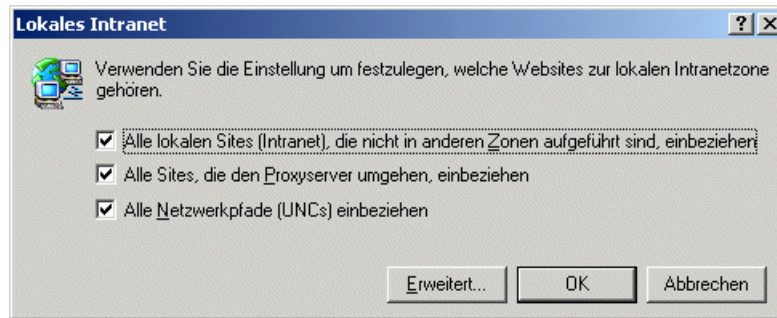 Lokales Intranet
Verwenden Sie die Einstellung um festzulegen, welche Websites zur lokalen Intranetzone
gehören.
Alle lokalen Sites (Intranet), die nicht in anderen Zonen aufgeführt sind, einbeziehen
Alle Sites, die den Proxyserver umgehen, einbeziehen
Alle Netzwerkpfade (UNCs) einbeziehen
Erweitert... OK Abbrechen